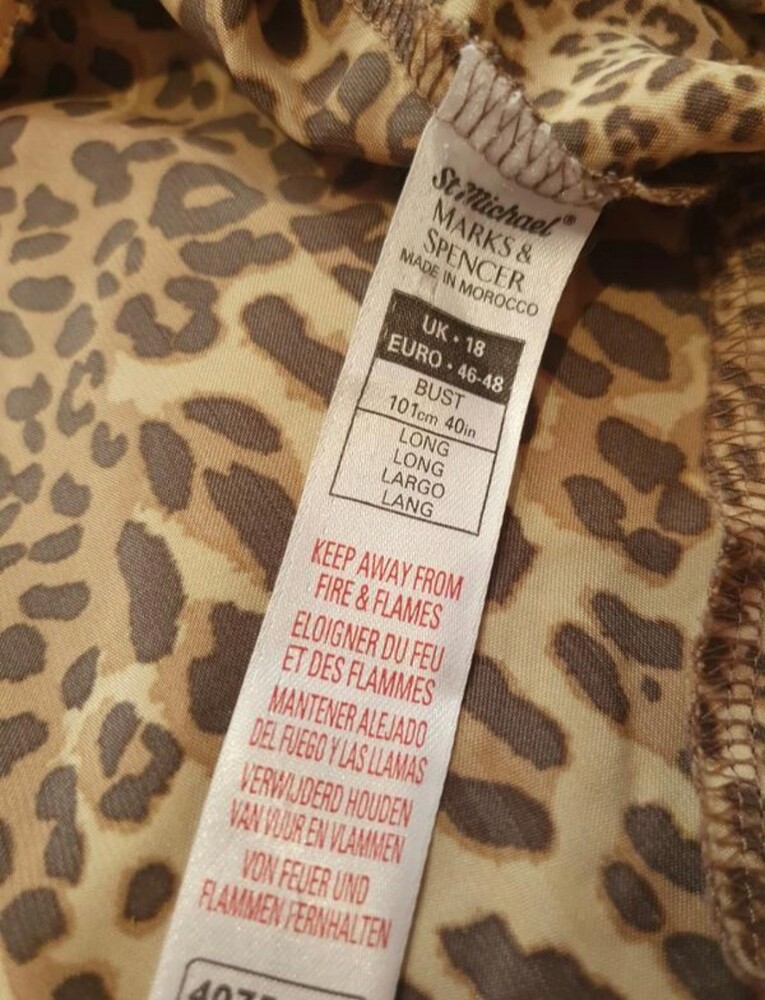 St Michael®
MARKS &
SPENCER
MADE IN MOROCCO
UK • 18
EURO • 46-48
BUST
101cm 40in
LONG
LONG
LARGO
LANG
KEEP AWAY FROM
FIRE & FLAMES
ELOIGNER DU FEU
ET DES FLAMMES
MANTENER ALEJADO
DEL FUEGO Y LAS LLAMAS
VERWIJDERD HOUDEN
VAN VUUR EN VLAMMEN
VON FEUER UND
FLAMMEN FERNHALTEN